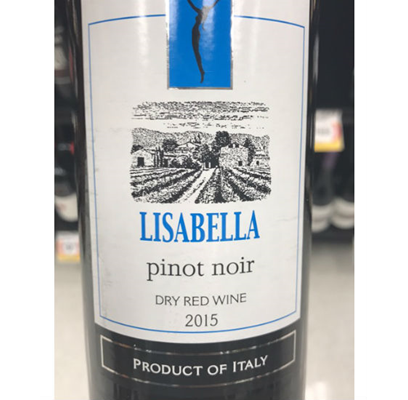 LISABELLA
pinot noir
DRY RED WINE
2015
PRODUCT OF ITALY